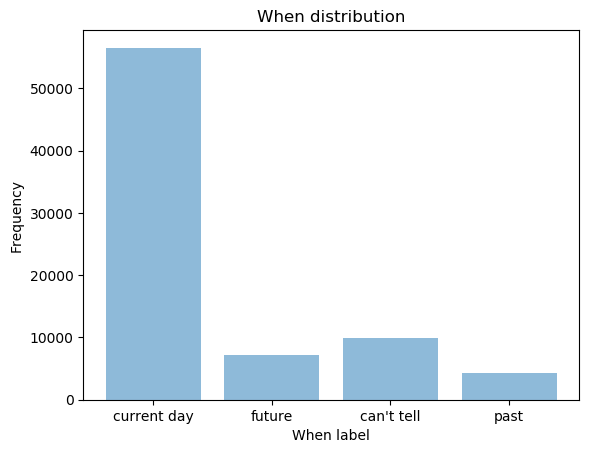 When distribution
Frequency
50000
40000
30000
20000
10000
0
current day future can't tell past
When label